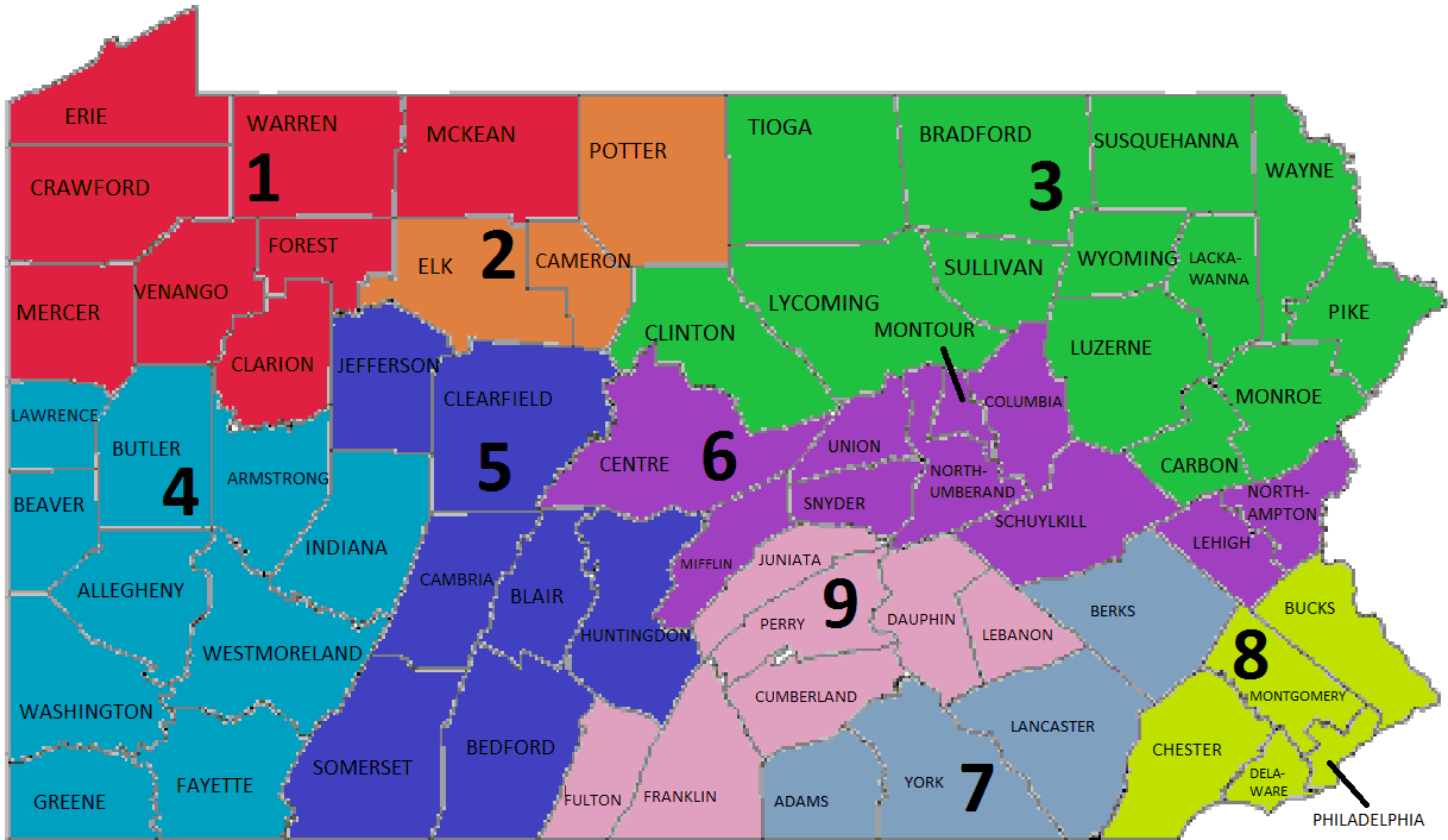 ERIE
WARREN
MCKEAN
POTTER
TIOGA
BRADFORD
SUSQUEHANNA
WAYNE
CRAWFORD
1
3
FOREST
ELK
2
CAMERON
SULLIVAN
WYOMING
LACKA-
WANNA
VENANGO
MERCER
LYCOMING
CLINTON
MONTOUR
PIKE
LUZERNE
CLARION
JEFFERSON
CLEARFIELD
COLUMBIA
MONROE
LAWRENCE
BUTLER
UNION
CENTRE
6
CARBON
4
ARMSTRONG
5
NORTH-
UMBERAND
NORTH-
AMPTON
BEAVER
SNYDER
SCHUYLKILL
LEHIGH
INDIANA
MIFFLIN
JUNIATA
ALLEGHENY
CAMBRIA
BLAIR
9
BERKS
BUCKS
HUNTINGDON
PERRY
DAUPHIN
LEBANON
WESTMORELAND
8
WASHINGTON
CUMBERLAND
MONTGOMERY
LANCASTER
BEDFORD
CHESTER
SOMERSET
FAYETTE
GREENE
FULTON
FRANKLIN
ADAMS
YORK
7
DELA-
WARE
PHILADELPHIA